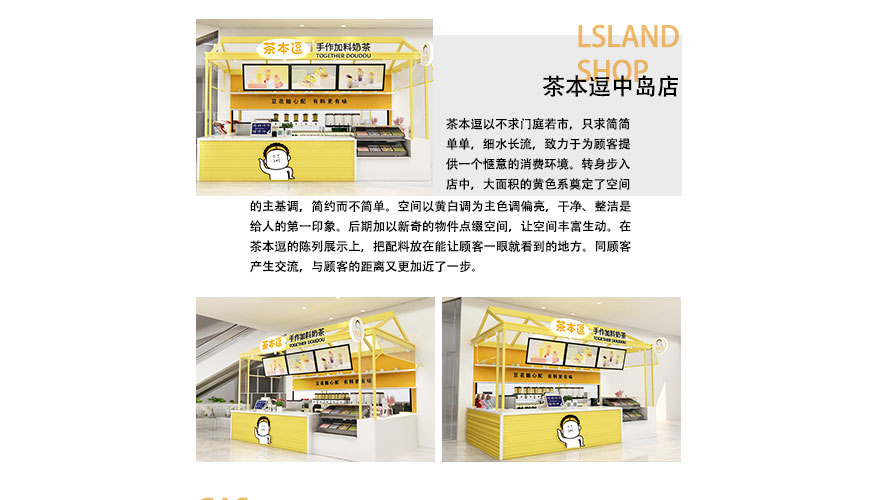 茶本逗 手作加料奶茶
TOGETHER DOUDOU
豆花随心配 有料更有味
LSLAND
SHOP
茶本逗中岛店
茶本逗以不求门庭若市，只求简简
单单，细水长流，致力于为顾客提
供一个惬意的消费环境。转身步入
店中，大面积的黄色系奠定了空间
的主基调，简约而不简单。空间以黄白调为主色调偏亮，干净、整洁是
给人的第一印象。后期加以新奇的物件点缀空间，让空间丰富生动。在
茶本逗的陈列展示上，把配料放在能让顾客一眼就看到的地方。同顾客
产生交流，与顾客的距离又更加近了一步。
茶本逗 手作加料奶茶
TOGETHER DOUDOU
豆花随心配 有料更有味
茶本逗 手作加料奶茶
TOGETHER DOUDOU
豆花随心配 有料更有味